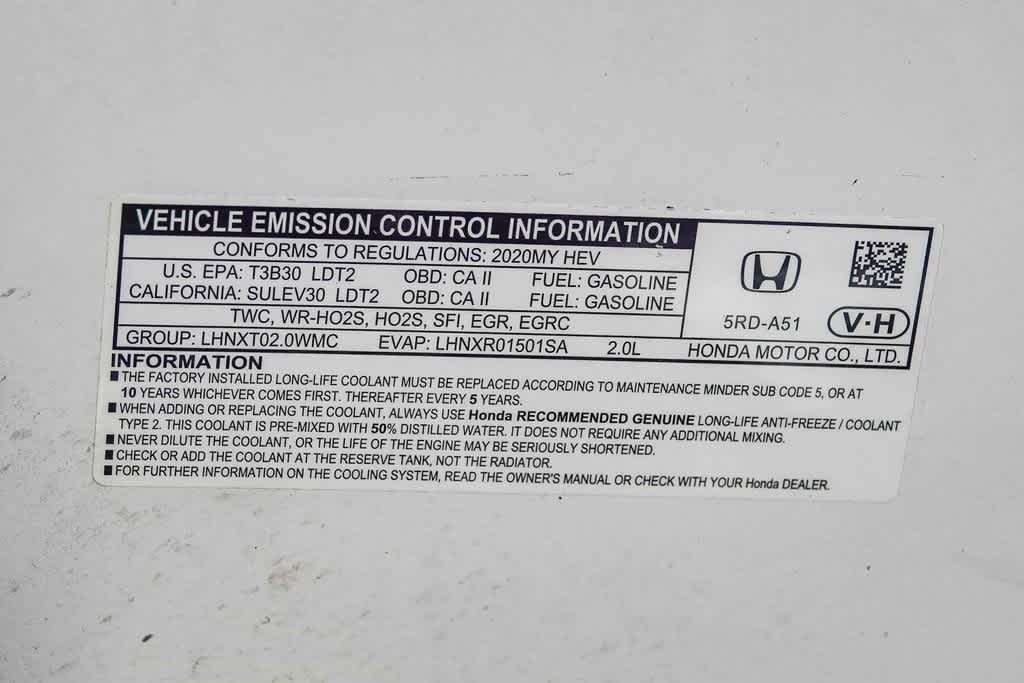 VEHICLE EMISSION CONTROL INFORMATION
CONFORMS TO REGULATIONS: 2020MY HEV
U.S. EPA: T3B30 LDT2 OBD: CA II FUEL: GASOLINE
CALIFORNIA: SULEV30 LDT2 OBD: CA II FUEL: GASOLINE
TWC, WR-HO2S, HO2S, SFI, EGR, EGRC
5RD-A51 V·H
GROUP: LHNXT02.0WMC EVAP: LHNXR01501SA 2.0L HONDA MOTOR CO., LTD.
INFORMATION
■ THE FACTORY INSTALLED LONG-LIFE COOLANT MUST BE REPLACED ACCORDING TO MAINTENANCE MINDER SUB CODE 5, OR AT
10 YEARS WHICHEVER COMES FIRST. THEREAFTER EVERY 5 YEARS.
■ WHEN ADDING OR REPLACING THE COOLANT, ALWAYS USE Honda RECOMMENDED GENUINE LONG-LIFE ANTI-FREEZE / COOLANT
TYPE 2. THIS COOLANT IS PRE-MIXED WITH 50% DISTILLED WATER. IT DOES NOT REQUIRE ANY ADDITIONAL MIXING.
■ NEVER DILUTE THE COOLANT, OR THE LIFE OF THE ENGINE MAY BE SERIOUSLY SHORTENED.
■ CHECK OR ADD THE COOLANT AT THE RESERVE TANK, NOT THE RADIATOR.
■ FOR FURTHER INFORMATION ON THE COOLING SYSTEM, READ THE OWNER'S MANUAL OR CHECK WITH YOUR Honda DEALER.